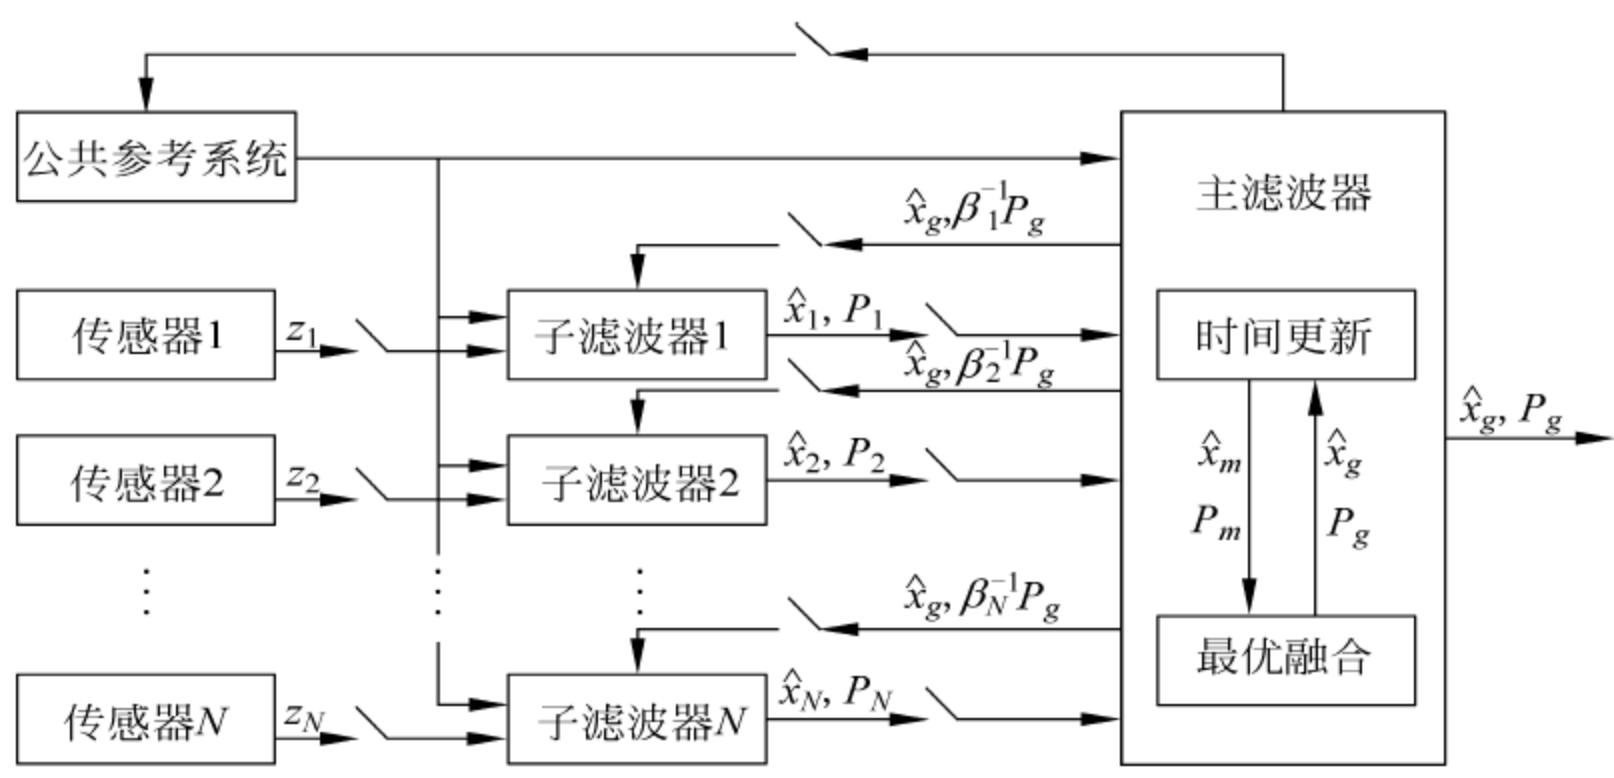 公共参考系统
主滤波器
x̂g,β₁⁻¹Pg
传感器1
z₁
子滤波器1
x̂₁, P₁
时间更新
x̂g, β₂⁻¹Pg
传感器2
z₂
子滤波器2
x̂₂, P₂
x̂m
Pm
x̂g
Pg
x̂g, Pg
x̂g, βN⁻¹Pg
最优融合
传感器N
zN
子滤波器N
x̂N, PN